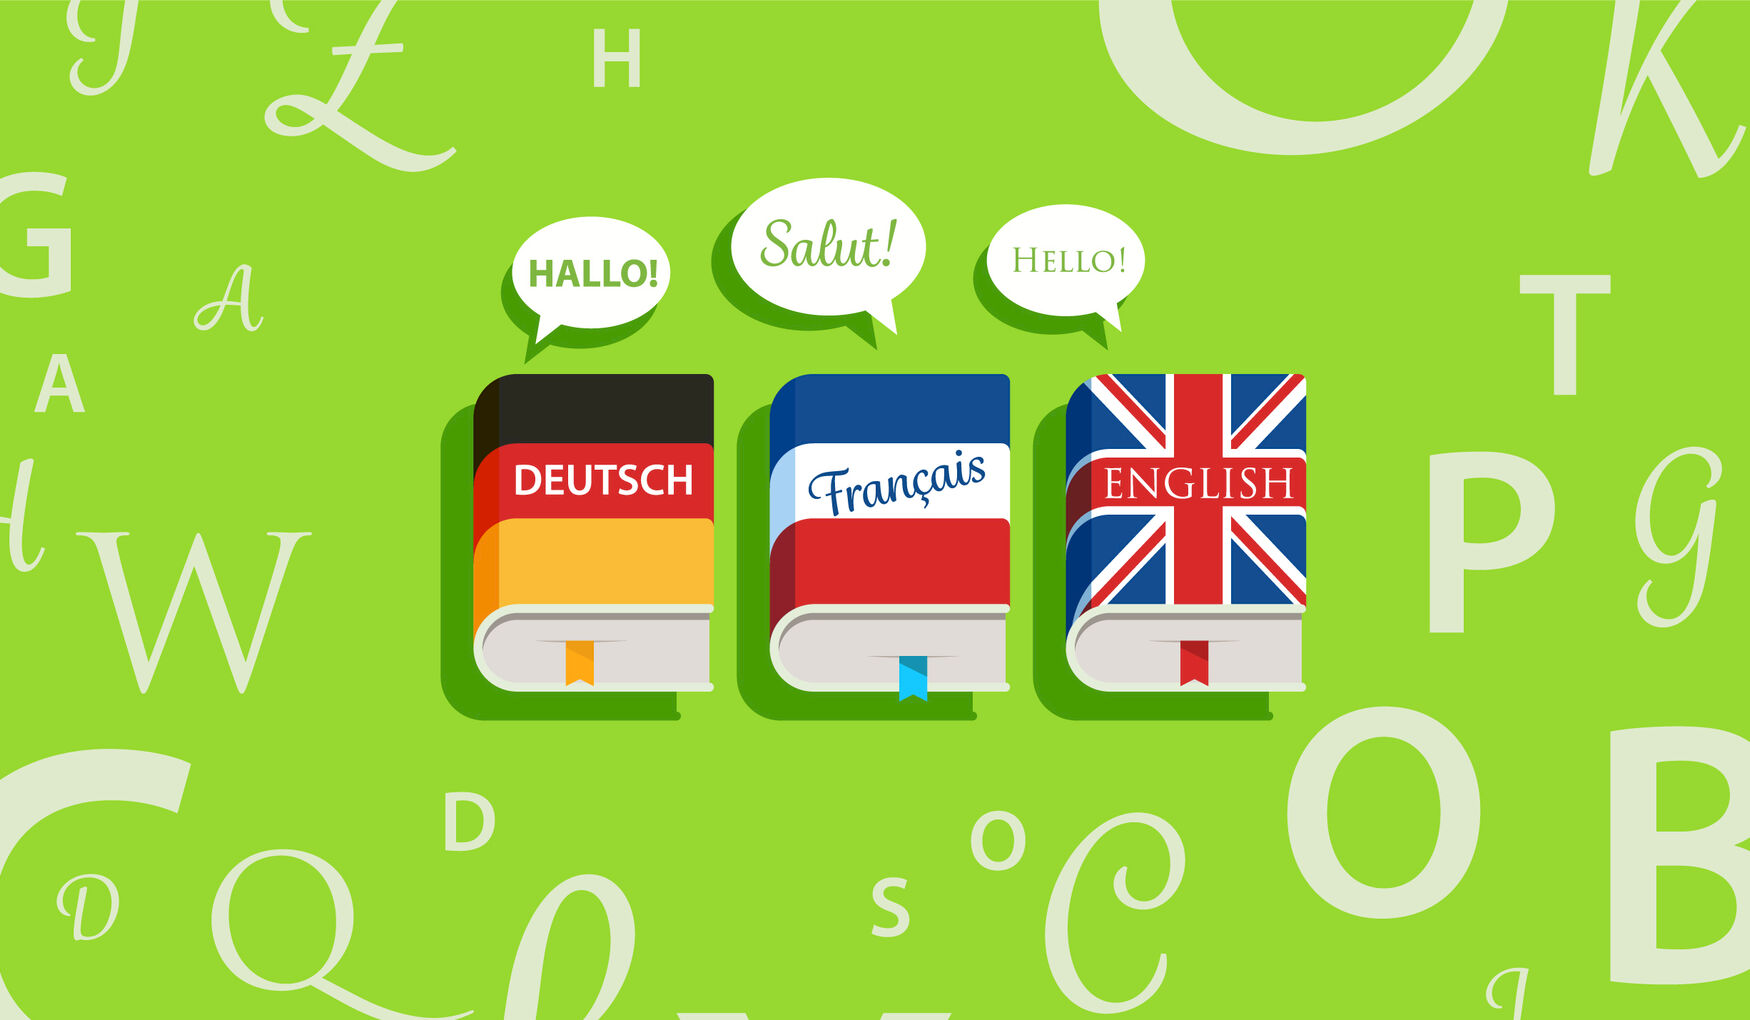 HALLO!
Salut!
HELLO!
DEUTSCH
Français
ENGLISH
H
O
K
G
A
A
T
P
G
W
O
B
C
D
D
Q
S
O
C